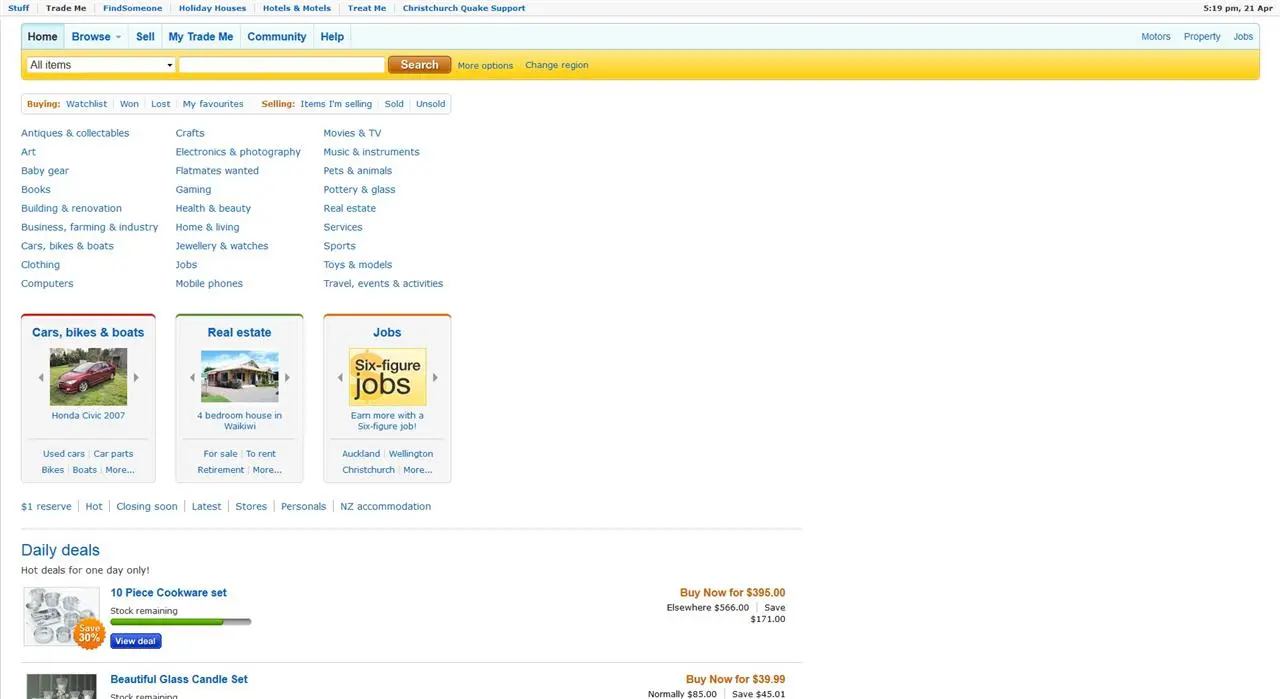 Stuff Trade Me FindSomeone Holiday Houses Hotels & Motels Treat Me Christchurch Quake Support 5:19 pm, 21 Apr
Home Browse Sell My Trade Me Community Help Motors Property Jobs
All items Search More options Change region
Buying: Watchlist Won Lost My favourites Selling: Items I'm selling Sold Unsold
Antiques & collectables Crafts Movies & TV
Art Electronics & photography Music & instruments
Baby gear Flatmates wanted Pets & animals
Books Gaming Pottery & glass
Building & renovation Health & beauty Real estate
Business, farming & industry Home & living Services
Cars, bikes & boats Jewellery & watches Sports
Clothing Jobs Toys & models
Computers Mobile phones Travel, events & activities
Cars, bikes & boats
Honda Civic 2007
Used cars Car parts
Bikes Boats More...
Real estate
4 bedroom house in
Waikiwi
For sale To rent
Retirement More...
Jobs
Six-figure
jobs
Earn more with a
Six-figure job!
Auckland Wellington
Christchurch More...
$1 reserve Hot Closing soon Latest Stores Personals NZ accommodation
Daily deals
Hot deals for one day only!
Save
30%
10 Piece Cookware set Buy Now for $395.00
Stock remaining Elsewhere $566.00 Save
$171.00
View deal
Beautiful Glass Candle Set Buy Now for $39.99
Stock remaining Normally $85.00 Save $45.01